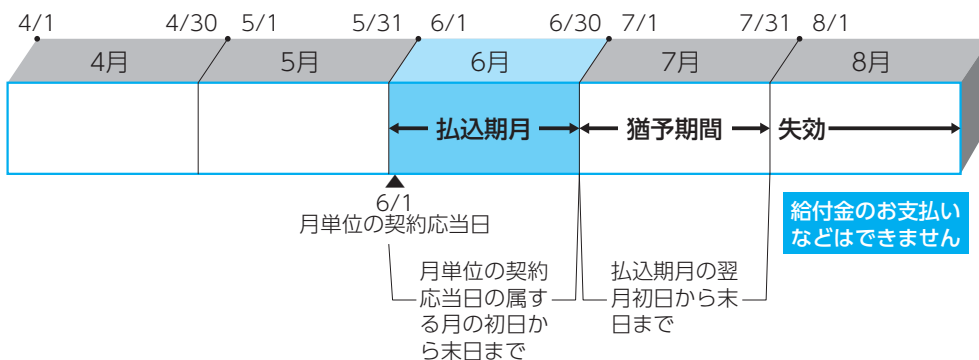 4/1 4/30 5/1 5/31 6/1 6/30 7/1 7/31 8/1
4月 5月 6月 7月 8月
払込期月 猶予期間 失効
6/1
月単位の契約応当日
給付金のお支払い
などはできません
月単位の契約
応当日の属す
る月の初日か
ら末日まで
払込期月の翌
月初日から末
日まで